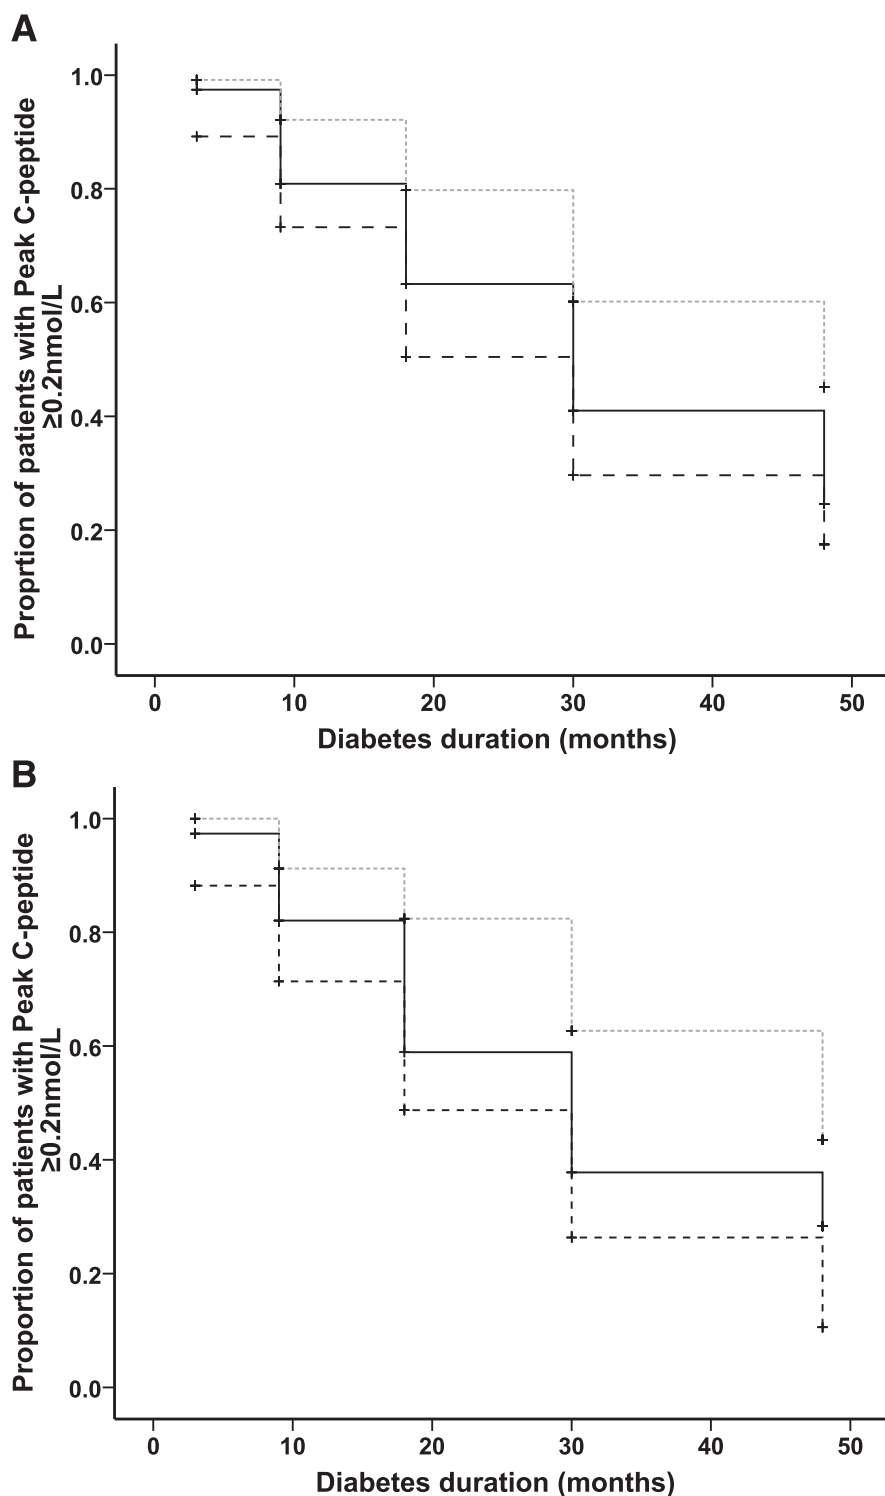 A
Proprtion of patients with Peak C-peptide
≥0.2nmol/L
1.0
0.8
0.6
0.4
0.2
0.0
0 10 20 30 40 50
Diabetes duration (months)
B
Proportion of patients with Peak C-peptide
≥0.2nmol/L
1.0
0.8
0.6
0.4
0.2
0.0
0 10 20 30 40 50
Diabetes duration (months)